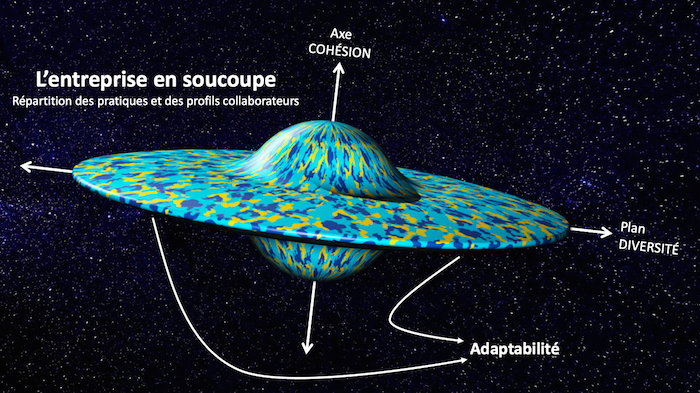 Axe
COHÉSION
L’entreprise en soucoupe
Répartition des pratiques et des profils collaborateurs
Plan
DIVERSITÉ
Adaptabilité